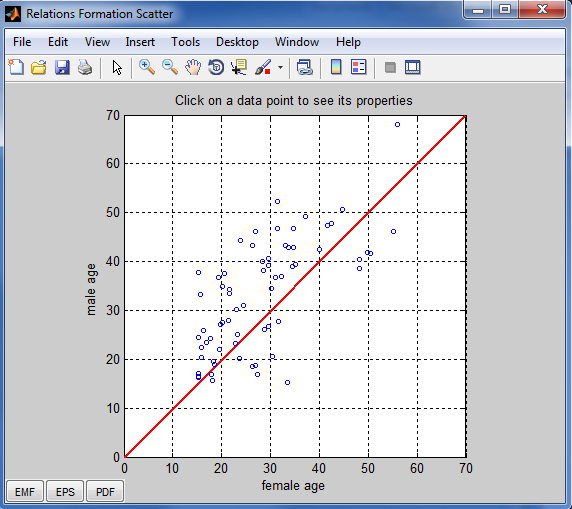 Relations Formation Scatter
File Edit View Insert Tools Desktop Window Help
Click on a data point to see its properties
70
60
50
40
30
20
10
0
male age
0 10 20 30 40 50 60 70
female age
EMF EPS PDF